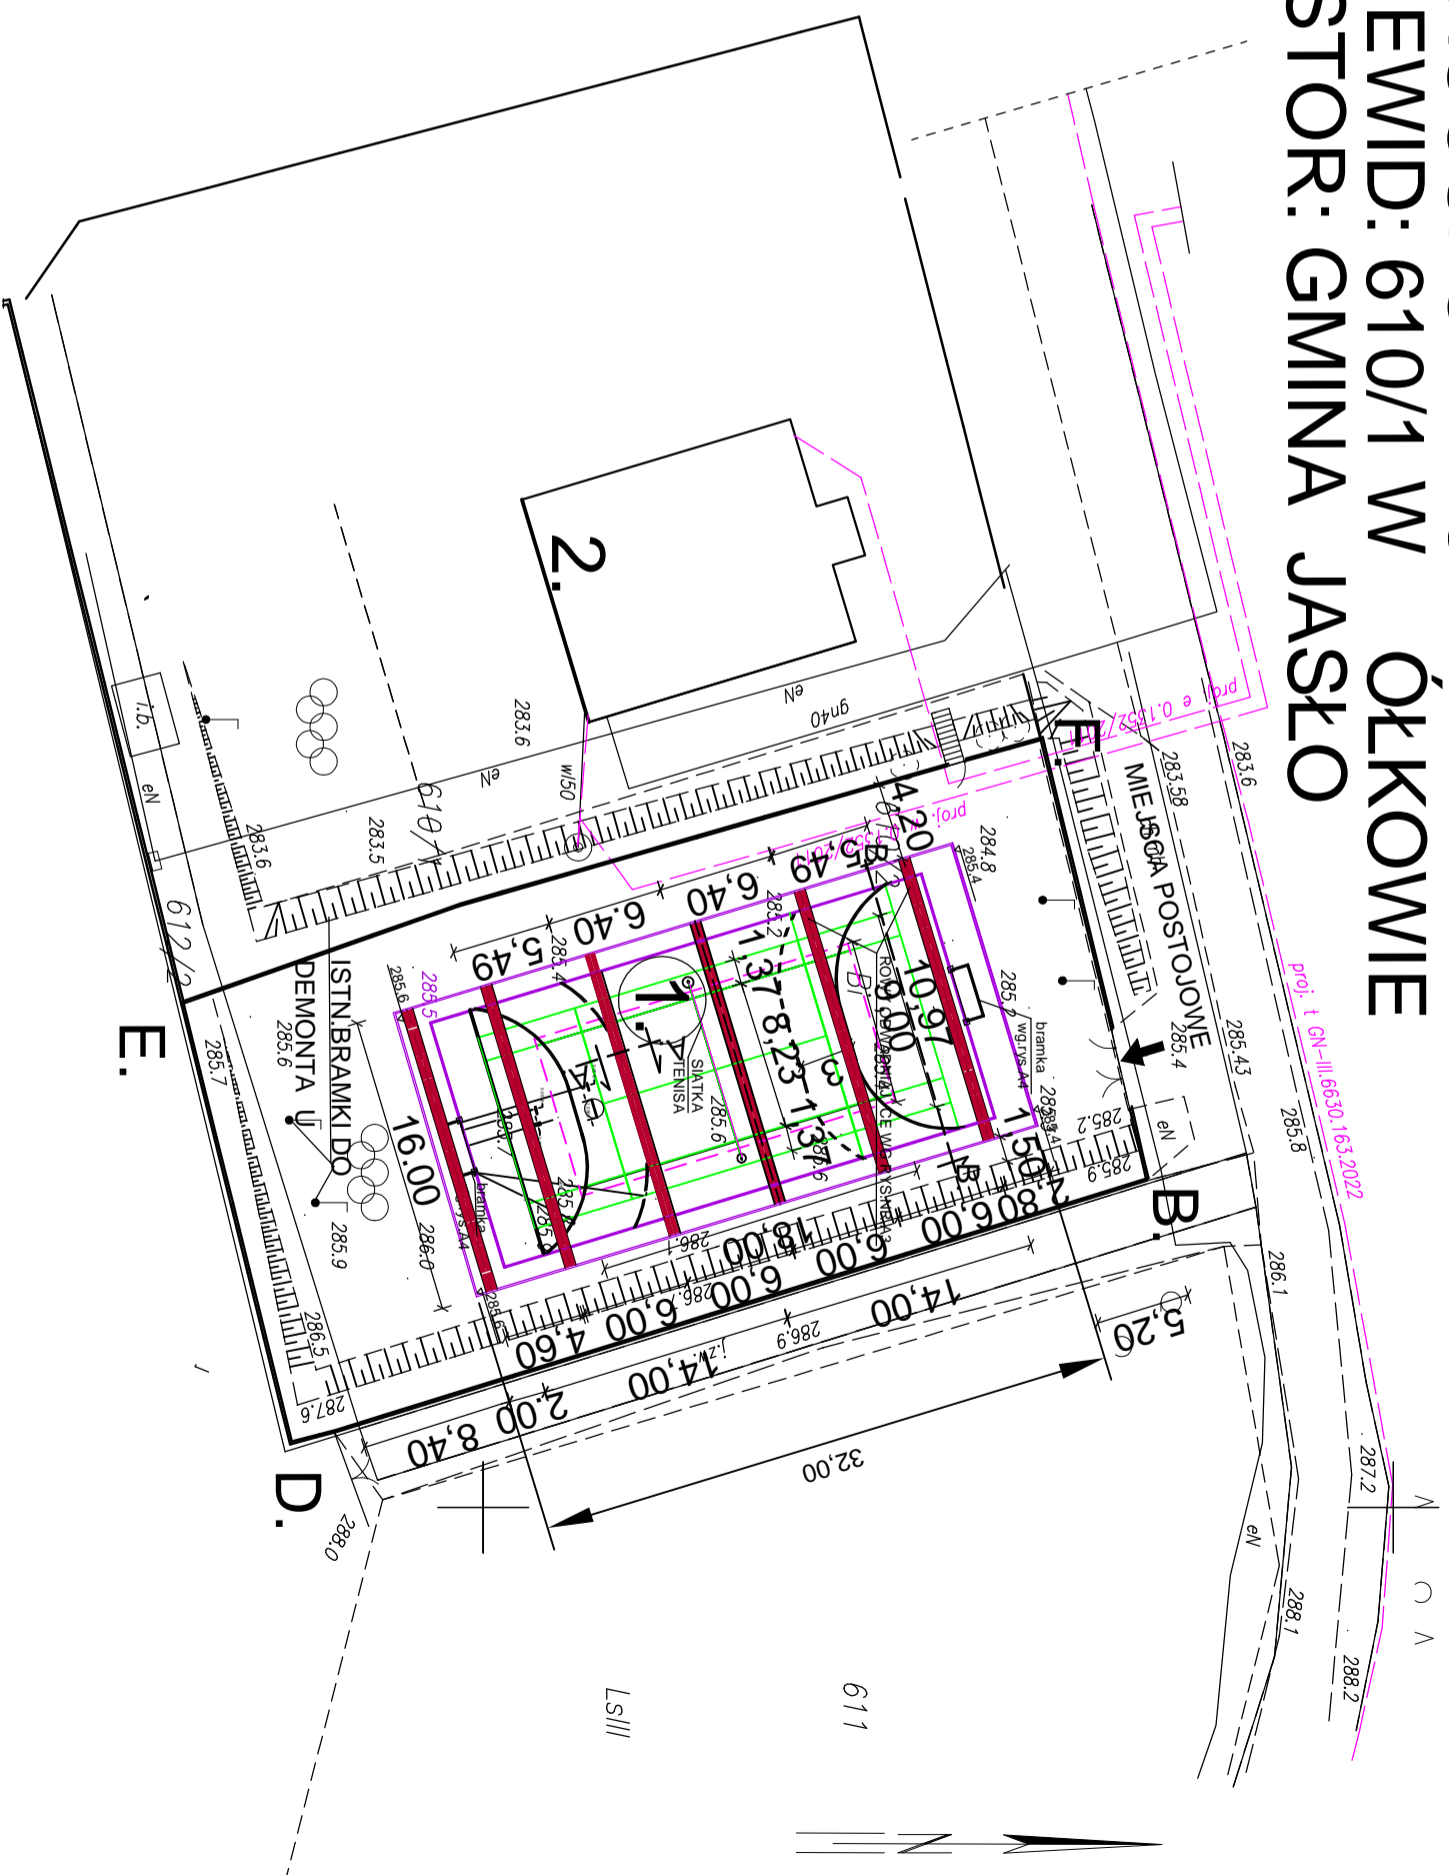 EWID: 610/1 W ÓŁKOWIE
STOR: GMINA JASŁO
MIEJSCA POSTOJOWE
proj. t GN-III.6630.163.2022
283.6
283.58
285.43
285.4
285.8
286.1
287.2
288.1
288.2
eN
F.
B.
D.
E.
2.
1.
eN
gn40
eN
283.6
w150
610/1
283.5
283.6
i.b.
eN
612/2
285.7
285.6
ISTN.BRAMKI DO
DEMONTA U
285.9
286.0
286.5
287.6
288.0
284.8
285.4
285.2
285.2
285.4
285.5
285.6
285.6
286.9
285.2
285.9
eN
bramka
wg.rys.A4
bramka
SIATKA
TENISA
4,20
5,49
6,40
6.40
5,49
10,97
9,00
1,37
8,23
1,37
16.00
1,50
2,80
6,00
6,00
6,00
6,00
4,60
18,00
14,00
14,00
2.00
8,40
5,20
32,00
j.zw.
611
LsIII
N